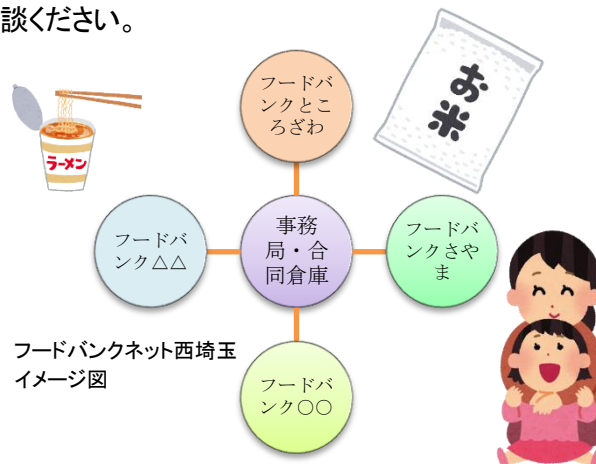 談ください。
フードバ
ンクとこ
ろざわ
お米
ラーメン
フードバ
ンク△△
事務
局・合
同倉庫
フードバ
ンクさや
ま
フードバンクネット西埼玉
イメージ図
フードバ
ンク〇〇